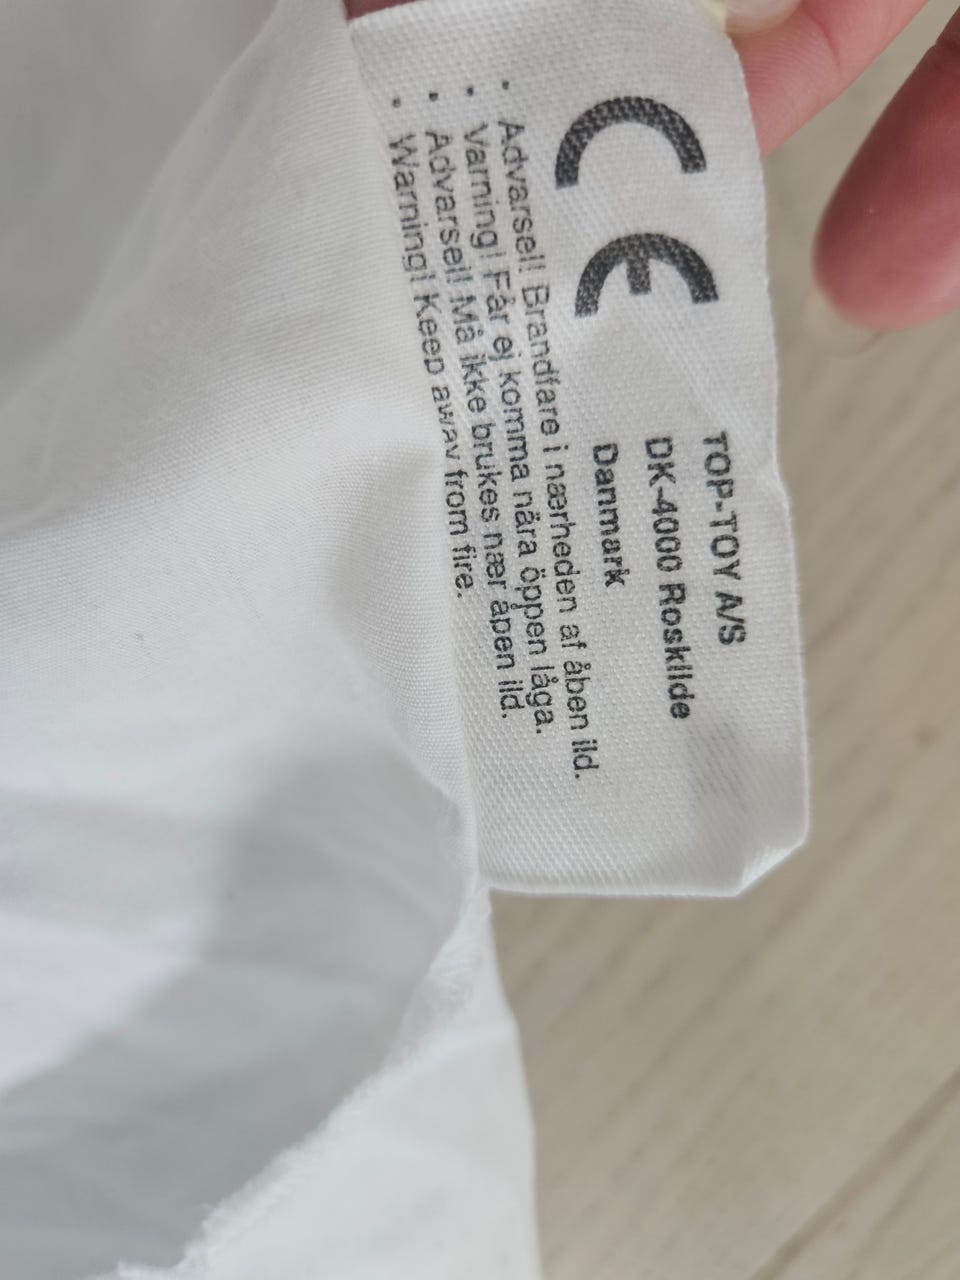 CE
TOP-TOY A/S
DK-4000 Roskilde
Danmark
· Advarsel! Brandfare i nærheden af åben ild.
· Varning! Får ej komma nära öppen låga.
· Advarsel! Må ikke brukes nær åpen ild.
· Warning! Keep away from fire.